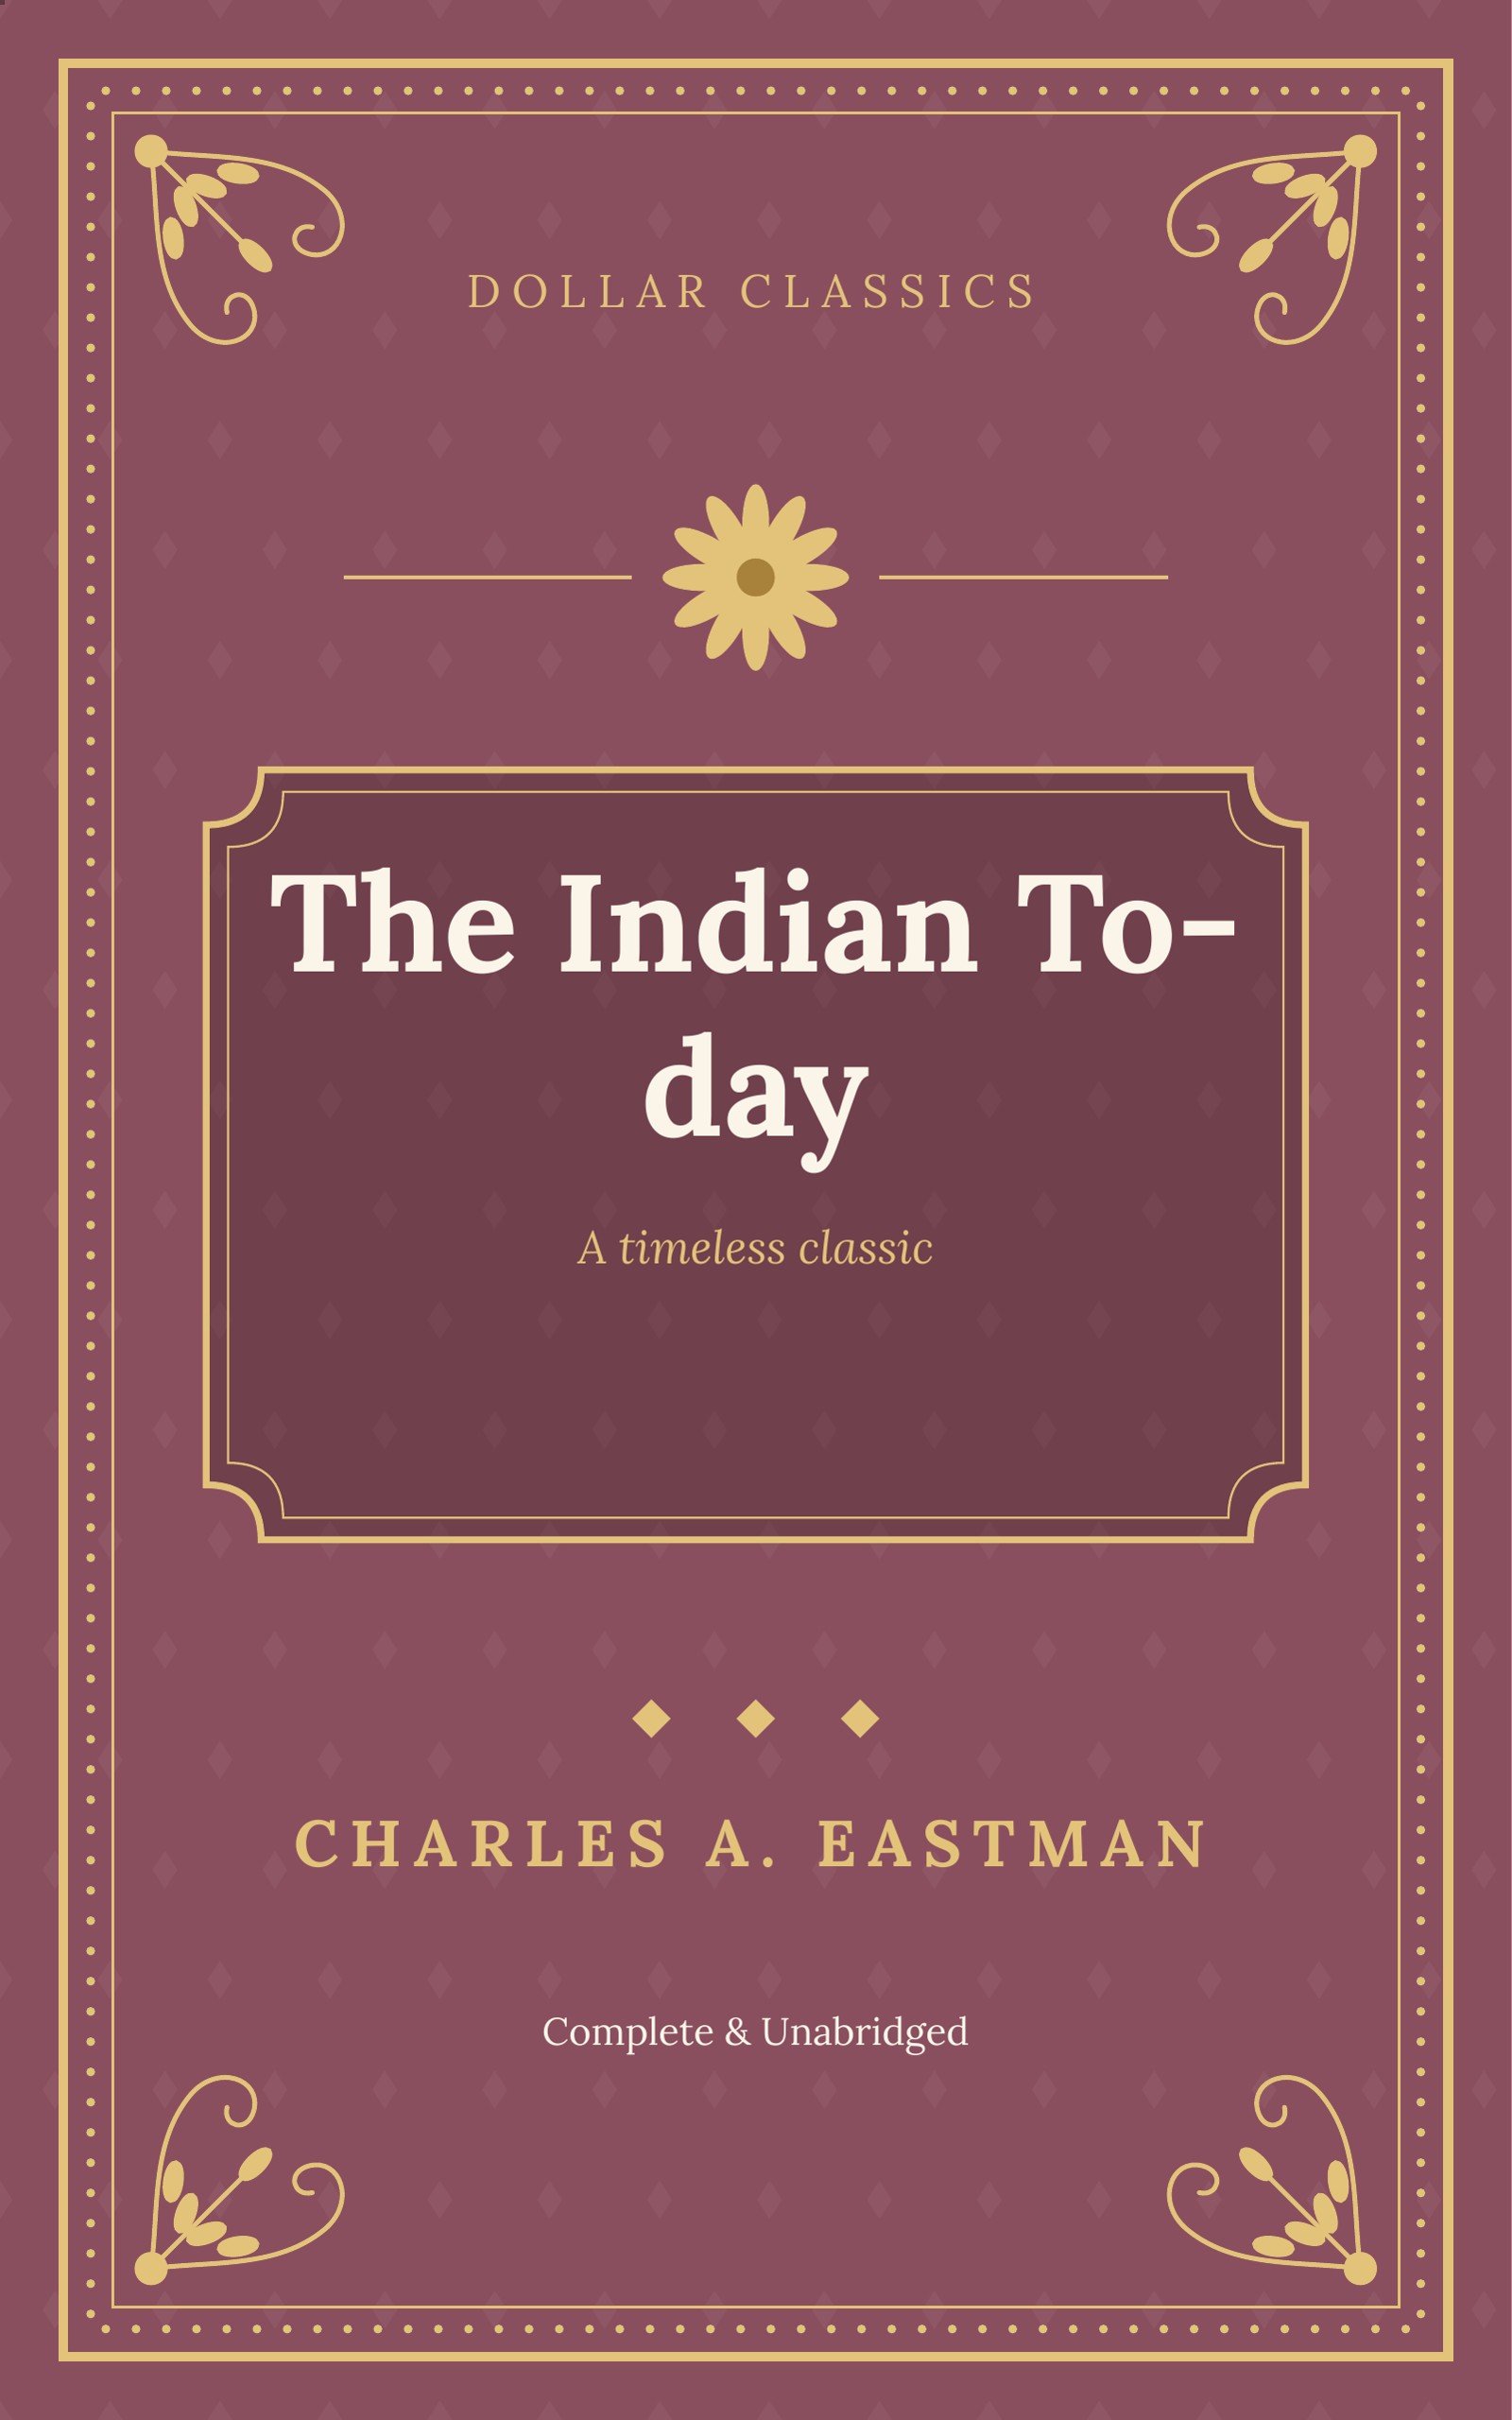 DOLLAR CLASSICS
The Indian To-
day
A timeless classic
CHARLES A. EASTMAN
Complete & Unabridged